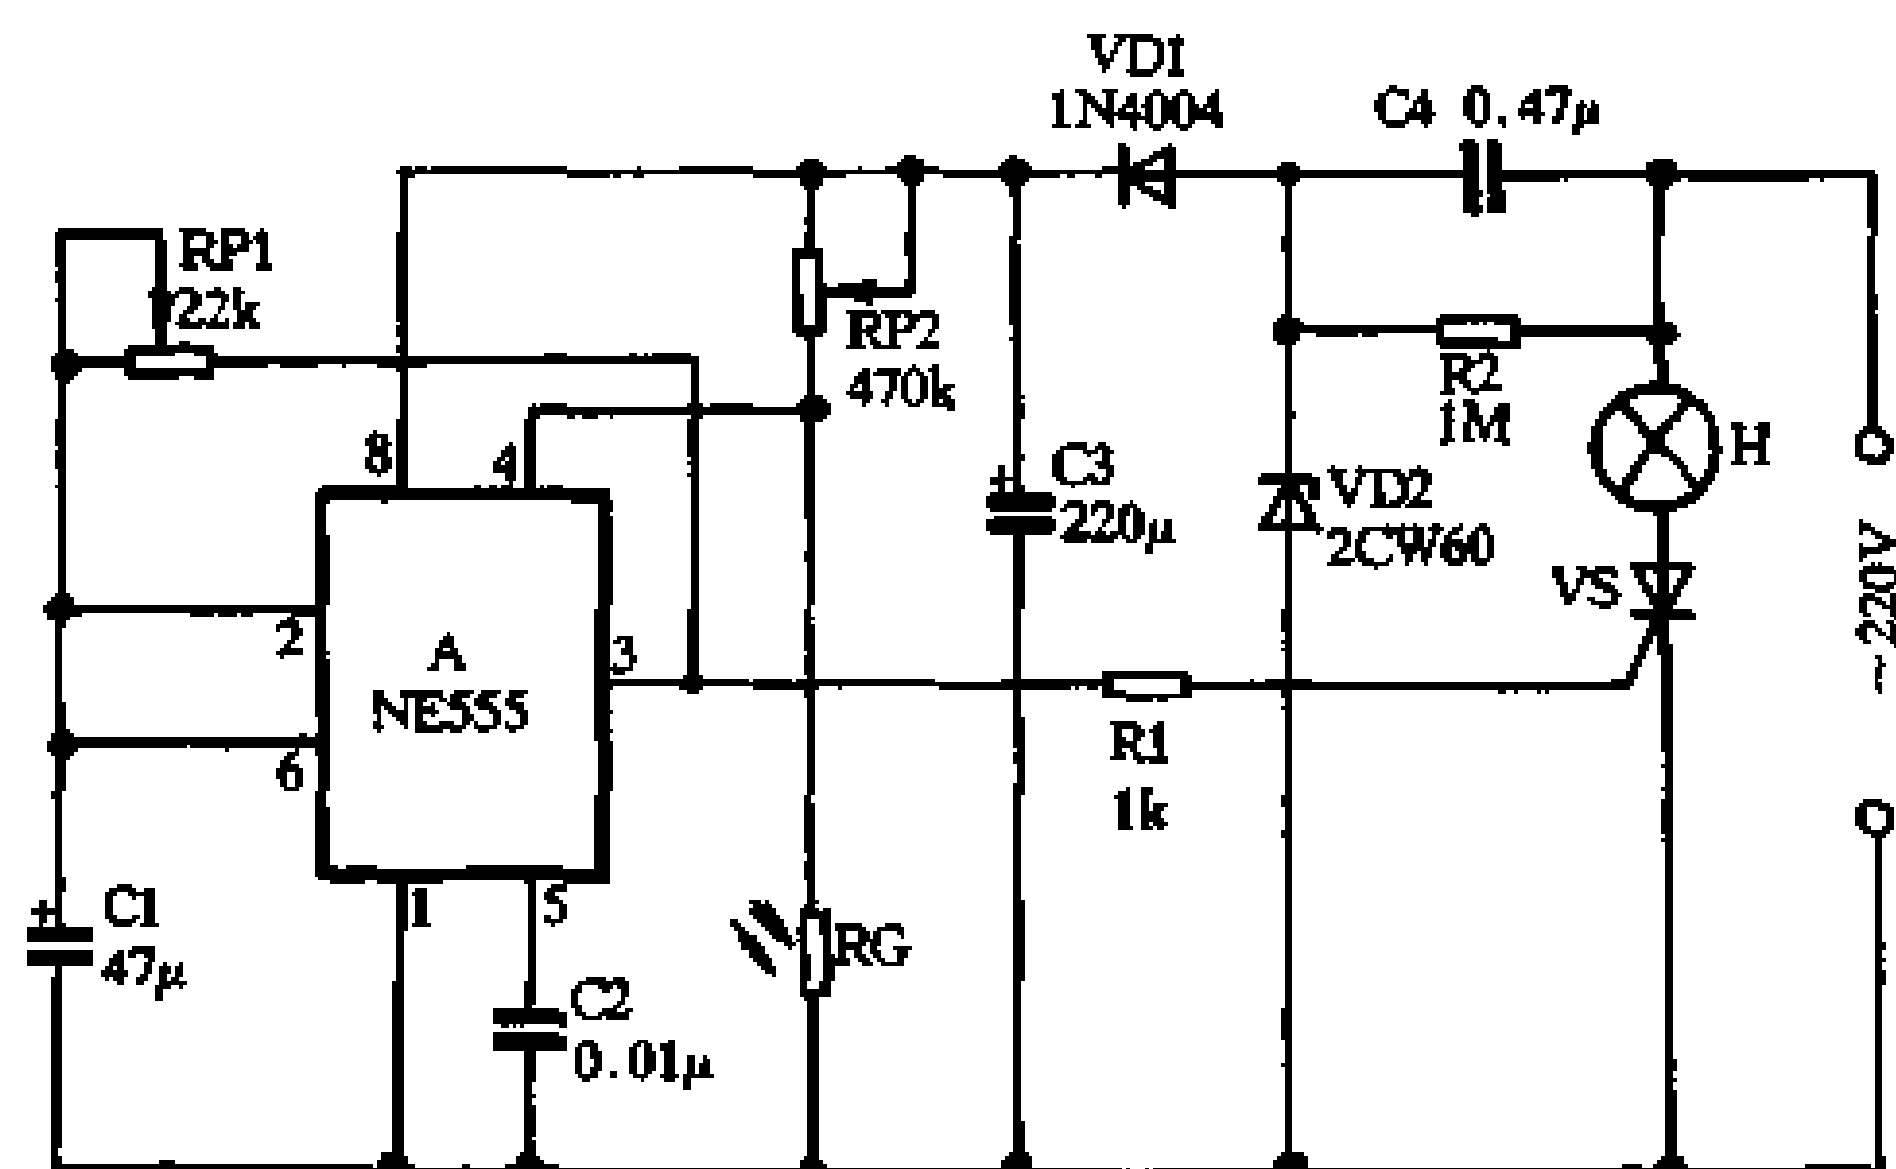 VD1
1N4004
C4 0.47μ
RP1
22k
RP2
470k
R2
1M
H
8
4
+
C3
220μ
VD2
2CW60
VS
~220V
2
A
NE555
3
6
R1
1k
+
C1
47μ
1
5
RG
C2
0.01μ